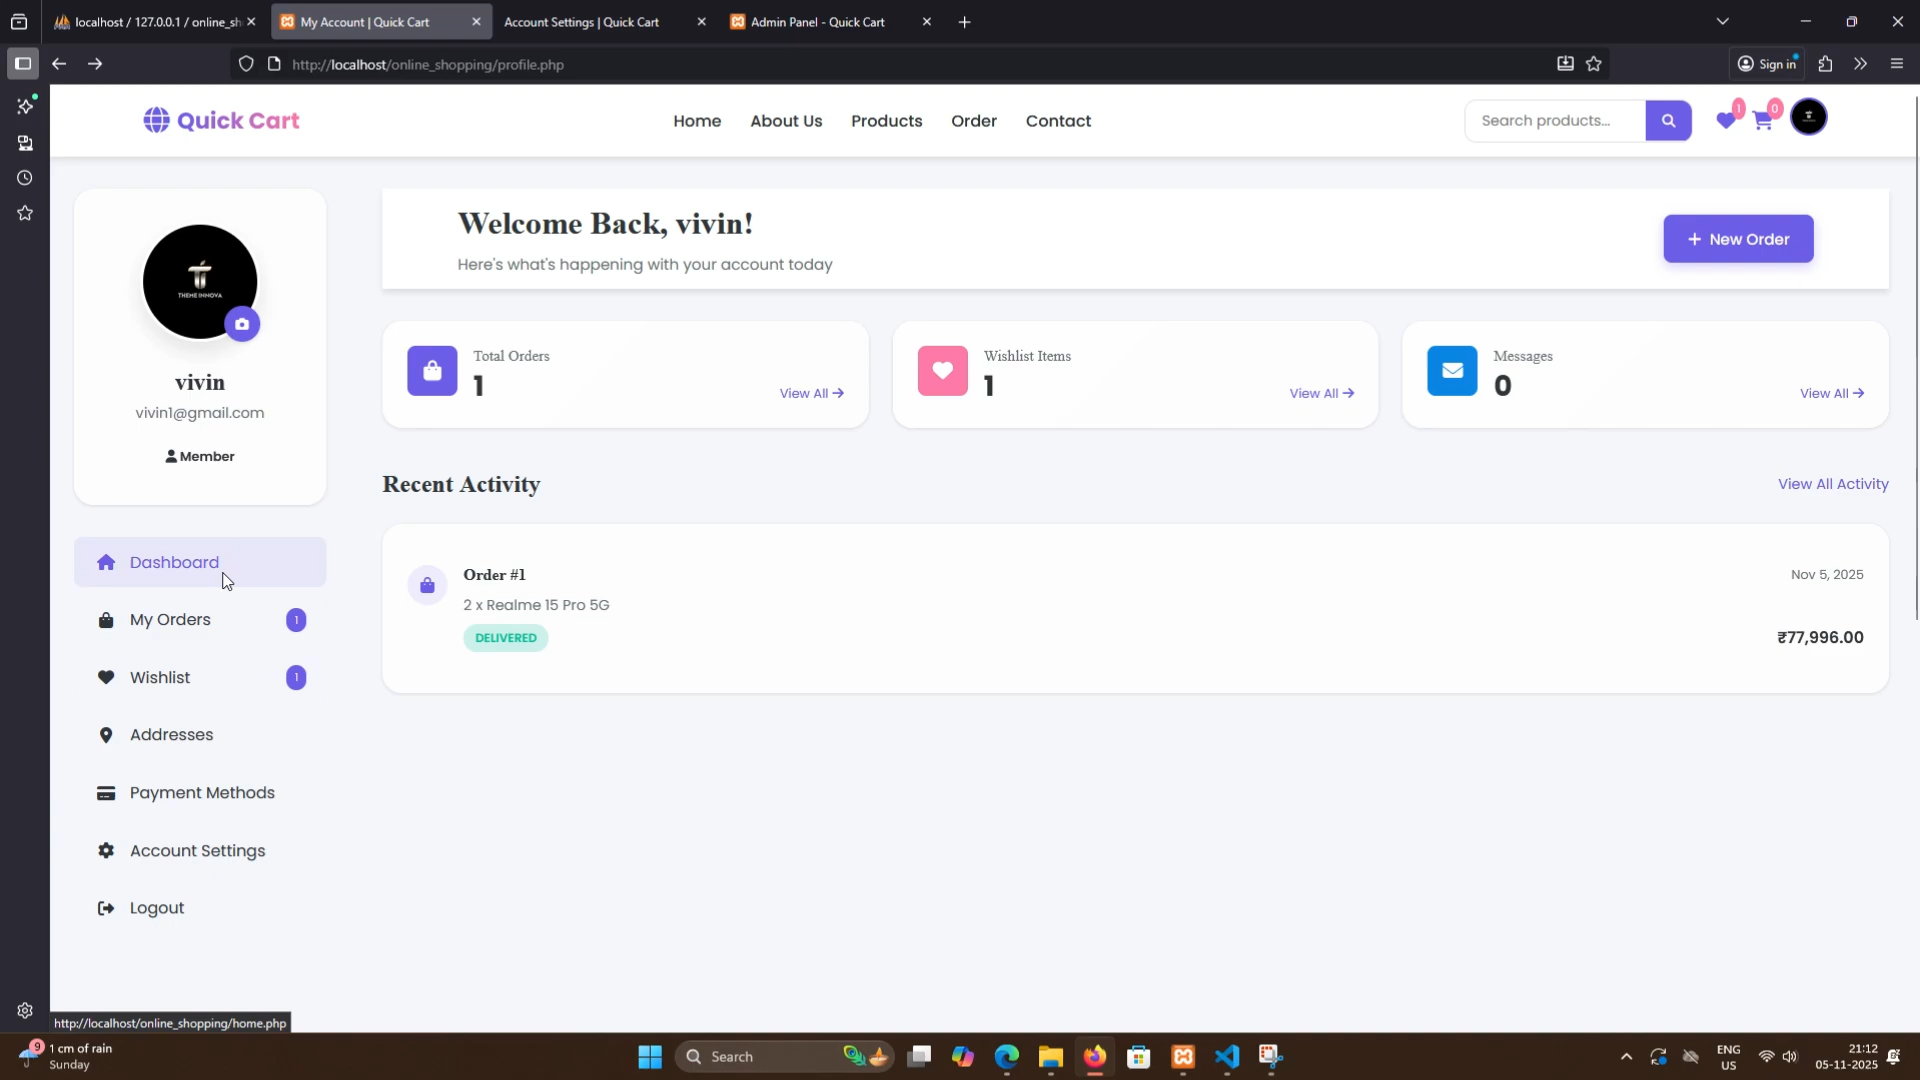 localhost / 127.0.0.1 / online_sh
My Account | Quick Cart
Account Settings | Quick Cart
Admin Panel - Quick Cart
http://localhost/online_shopping/profile.php
Sign in
Quick Cart
Home
About Us
Products
Order
Contact
Search products...
1
0
THEME INNOVA
vivin
vivin1@gmail.com
Member
Dashboard
My Orders
1
Wishlist
1
Addresses
Payment Methods
Account Settings
Logout
Welcome Back, vivin!
Here's what's happening with your account today
+ New Order
Total Orders
1
View All →
Wishlist Items
1
View All →
Messages
0
View All →
Recent Activity
View All Activity
Order #1
Nov 5, 2025
2 x Realme 15 Pro 5G
DELIVERED
₹77,996.00
http://localhost/online_shopping/home.php
9
1 cm of rain
Sunday
Search
ENG
US
21:12
05-11-2025